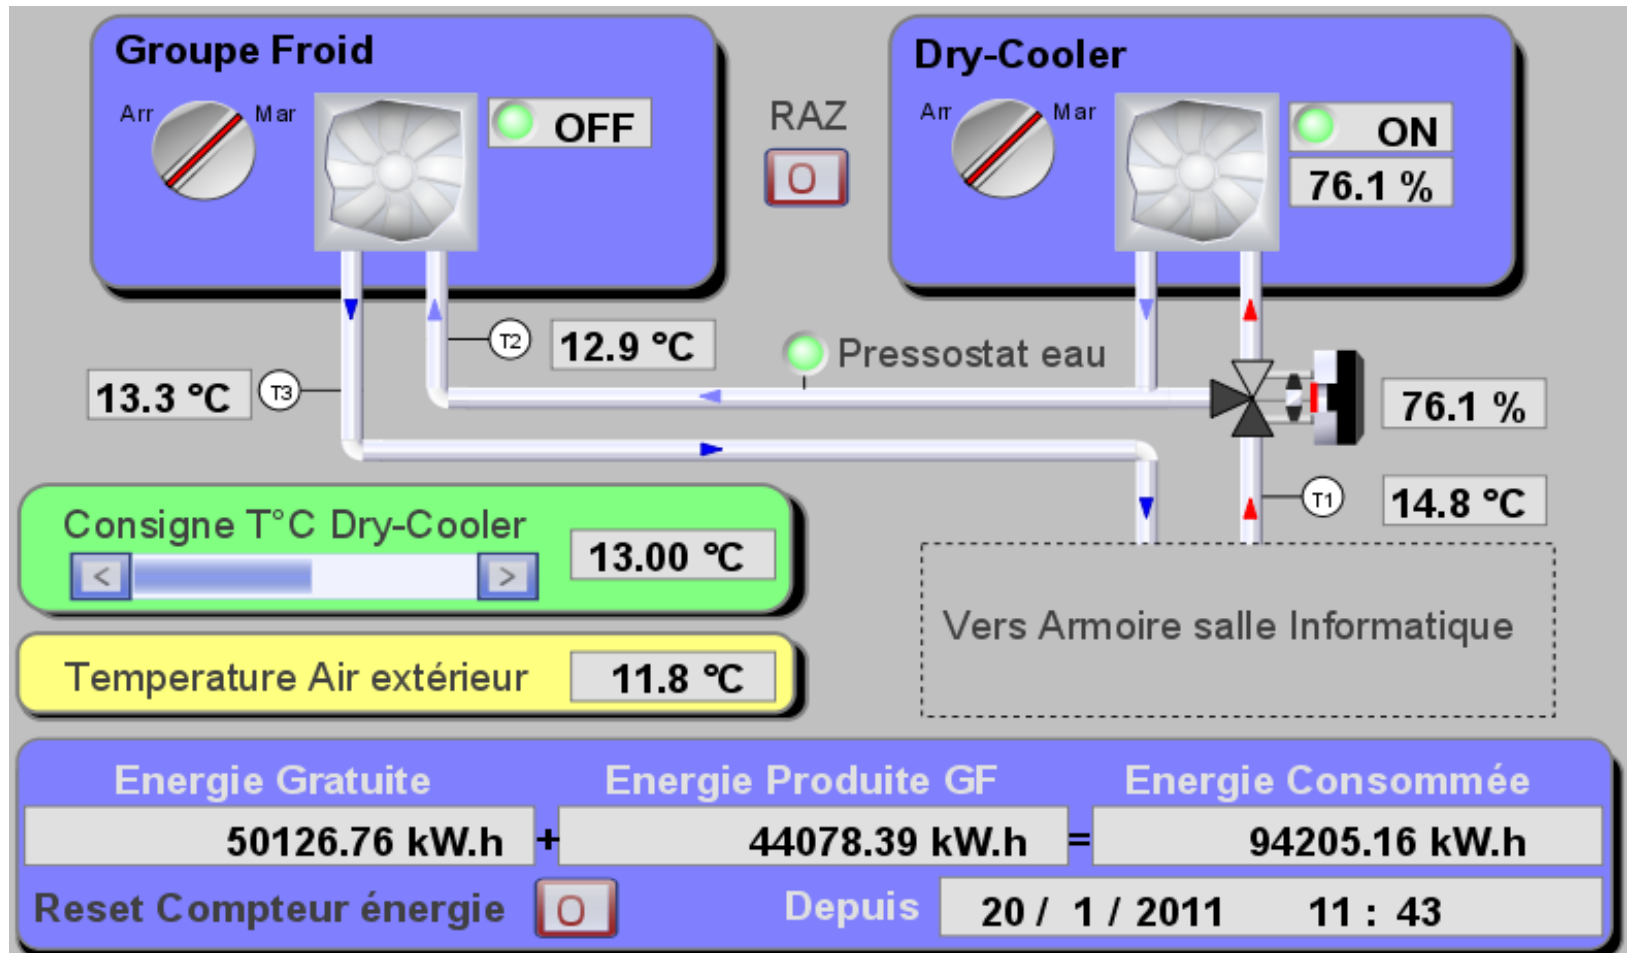 Groupe Froid
Arr Mar
OFF
RAZ
O
Dry-Cooler
Arr Mar
ON
76.1 %
T2 12.9 °C
Pressostat eau
13.3 °C T3
76.1 %
T1 14.8 °C
Consigne T°C Dry-Cooler
< >
13.00 °C
Vers Armoire salle Informatique
Temperature Air extérieur 11.8 °C
Energie Gratuite Energie Produite GF Energie Consommée
50126.76 kW.h + 44078.39 kW.h = 94205.16 kW.h
Reset Compteur énergie O Depuis 20 / 1 / 2011 11 : 43